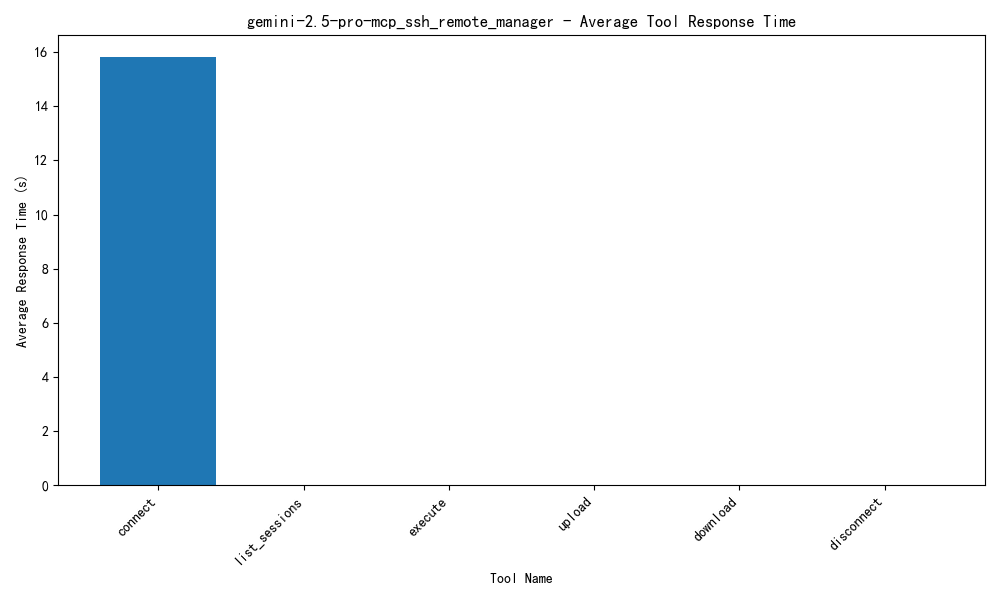 gemini-2.5-pro-mcp_ssh_remote_manager - Average Tool Response Time
Average Response Time (s)
16
14
12
10
8
6
4
2
0
connect
list_sessions
execute
upload
download
disconnect
Tool Name